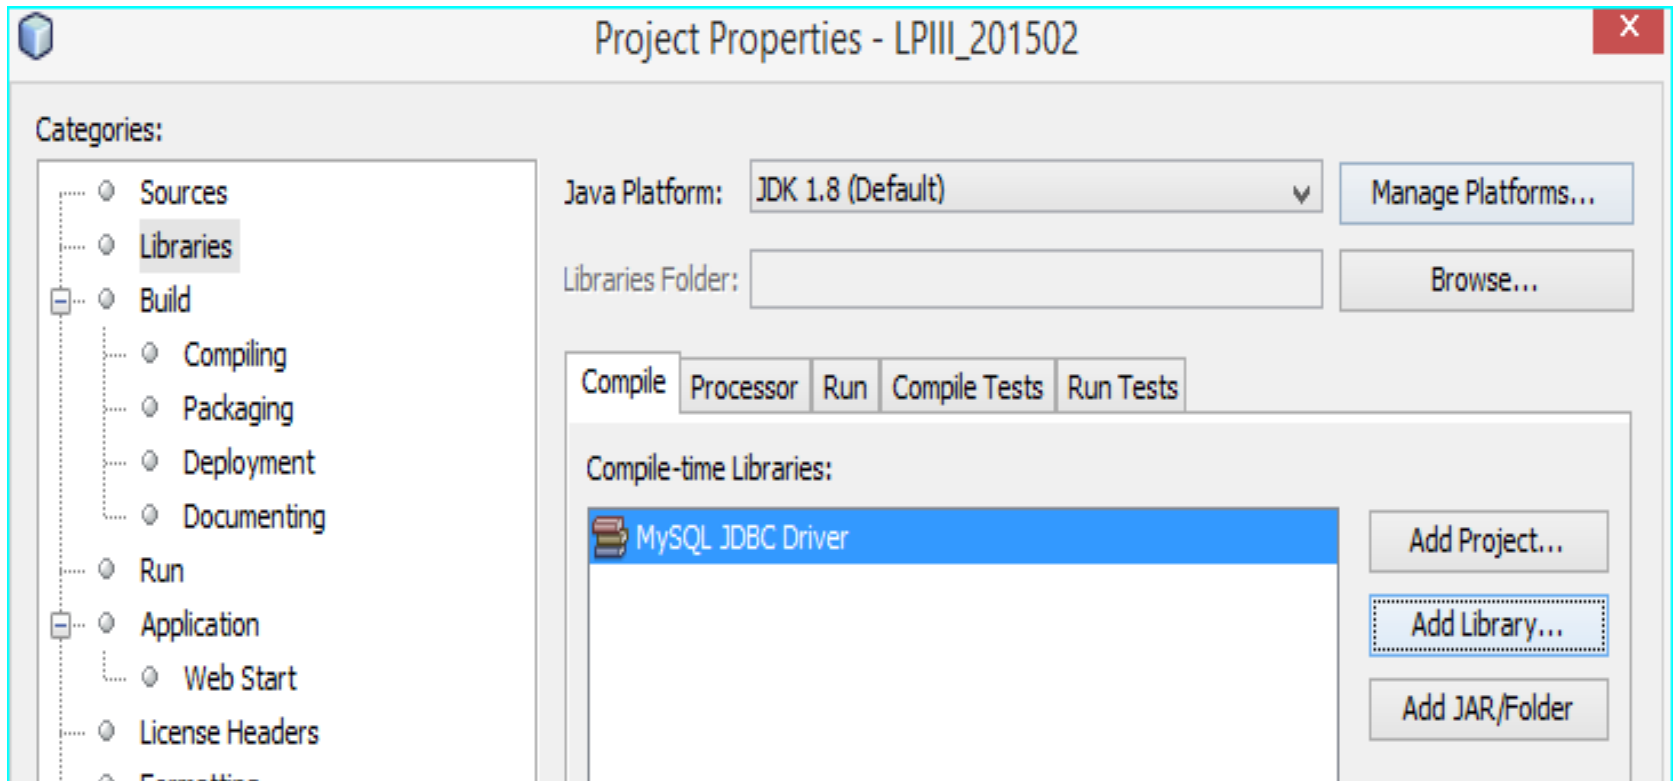 Project Properties - LPIII_201502
X
Categories:
Sources
Libraries
Build
Compiling
Packaging
Deployment
Documenting
Run
Application
Web Start
License Headers
Formatting
Java Platform:
JDK 1.8 (Default)
Manage Platforms...
Libraries Folder:
Browse...
Compile
Processor
Run
Compile Tests
Run Tests
Compile-time Libraries:
MySQL JDBC Driver
Add Project...
Add Library...
Add JAR/Folder